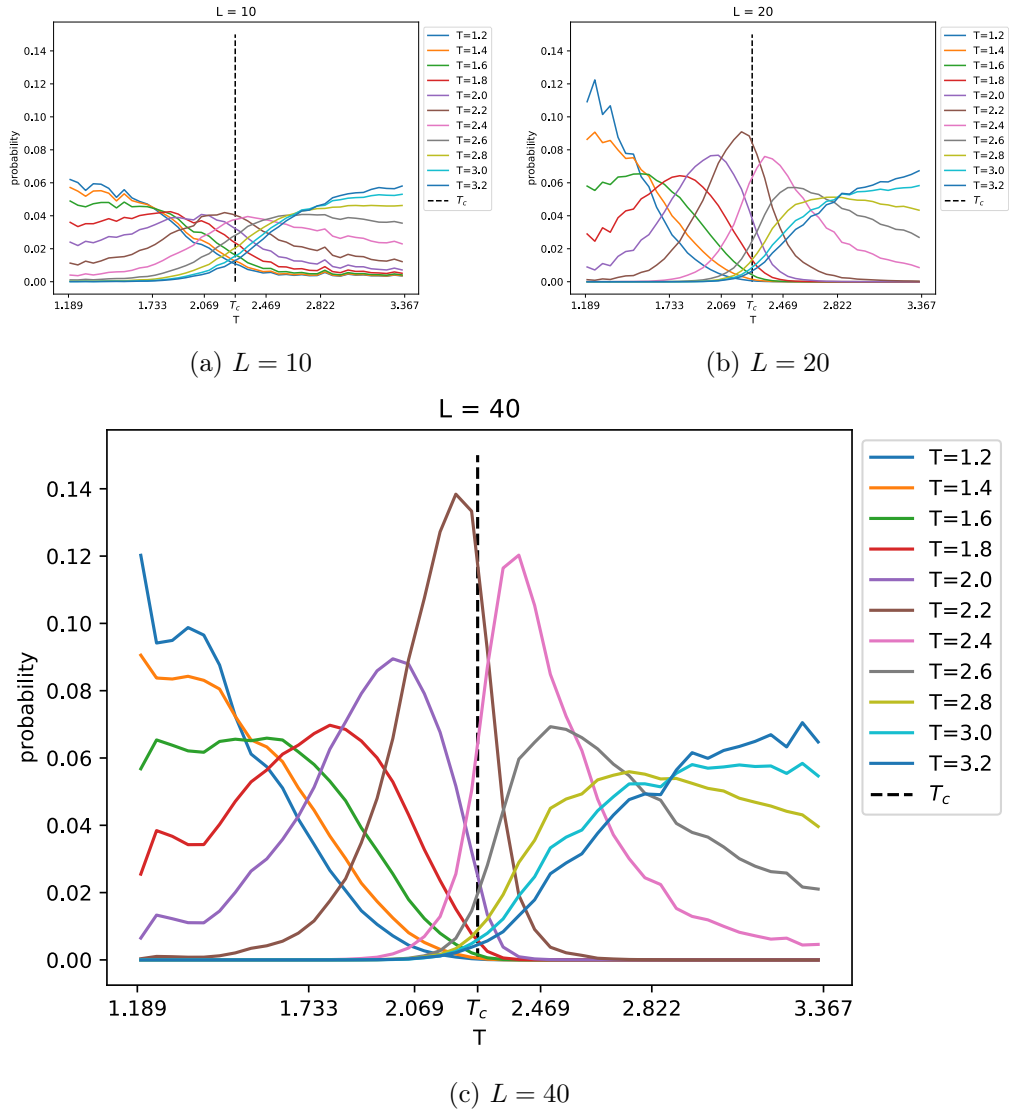 L = 10
probability
0.14
0.12
0.10
0.08
0.06
0.04
0.02
0.00
1.189 1.733 2.069 T_c 2.469 2.822 3.367
T
T=1.2
T=1.4
T=1.6
T=1.8
T=2.0
T=2.2
T=2.4
T=2.6
T=2.8
T=3.0
T=3.2
T_c
(a) L = 10
L = 20
probability
0.14
0.12
0.10
0.08
0.06
0.04
0.02
0.00
1.189 1.733 2.069 T_c 2.469 2.822 3.367
T
T=1.2
T=1.4
T=1.6
T=1.8
T=2.0
T=2.2
T=2.4
T=2.6
T=2.8
T=3.0
T=3.2
T_c
(b) L = 20
L = 40
probability
0.14
0.12
0.10
0.08
0.06
0.04
0.02
0.00
1.189 1.733 2.069 T_c 2.469 2.822 3.367
T
T=1.2
T=1.4
T=1.6
T=1.8
T=2.0
T=2.2
T=2.4
T=2.6
T=2.8
T=3.0
T=3.2
T_c
(c) L = 40